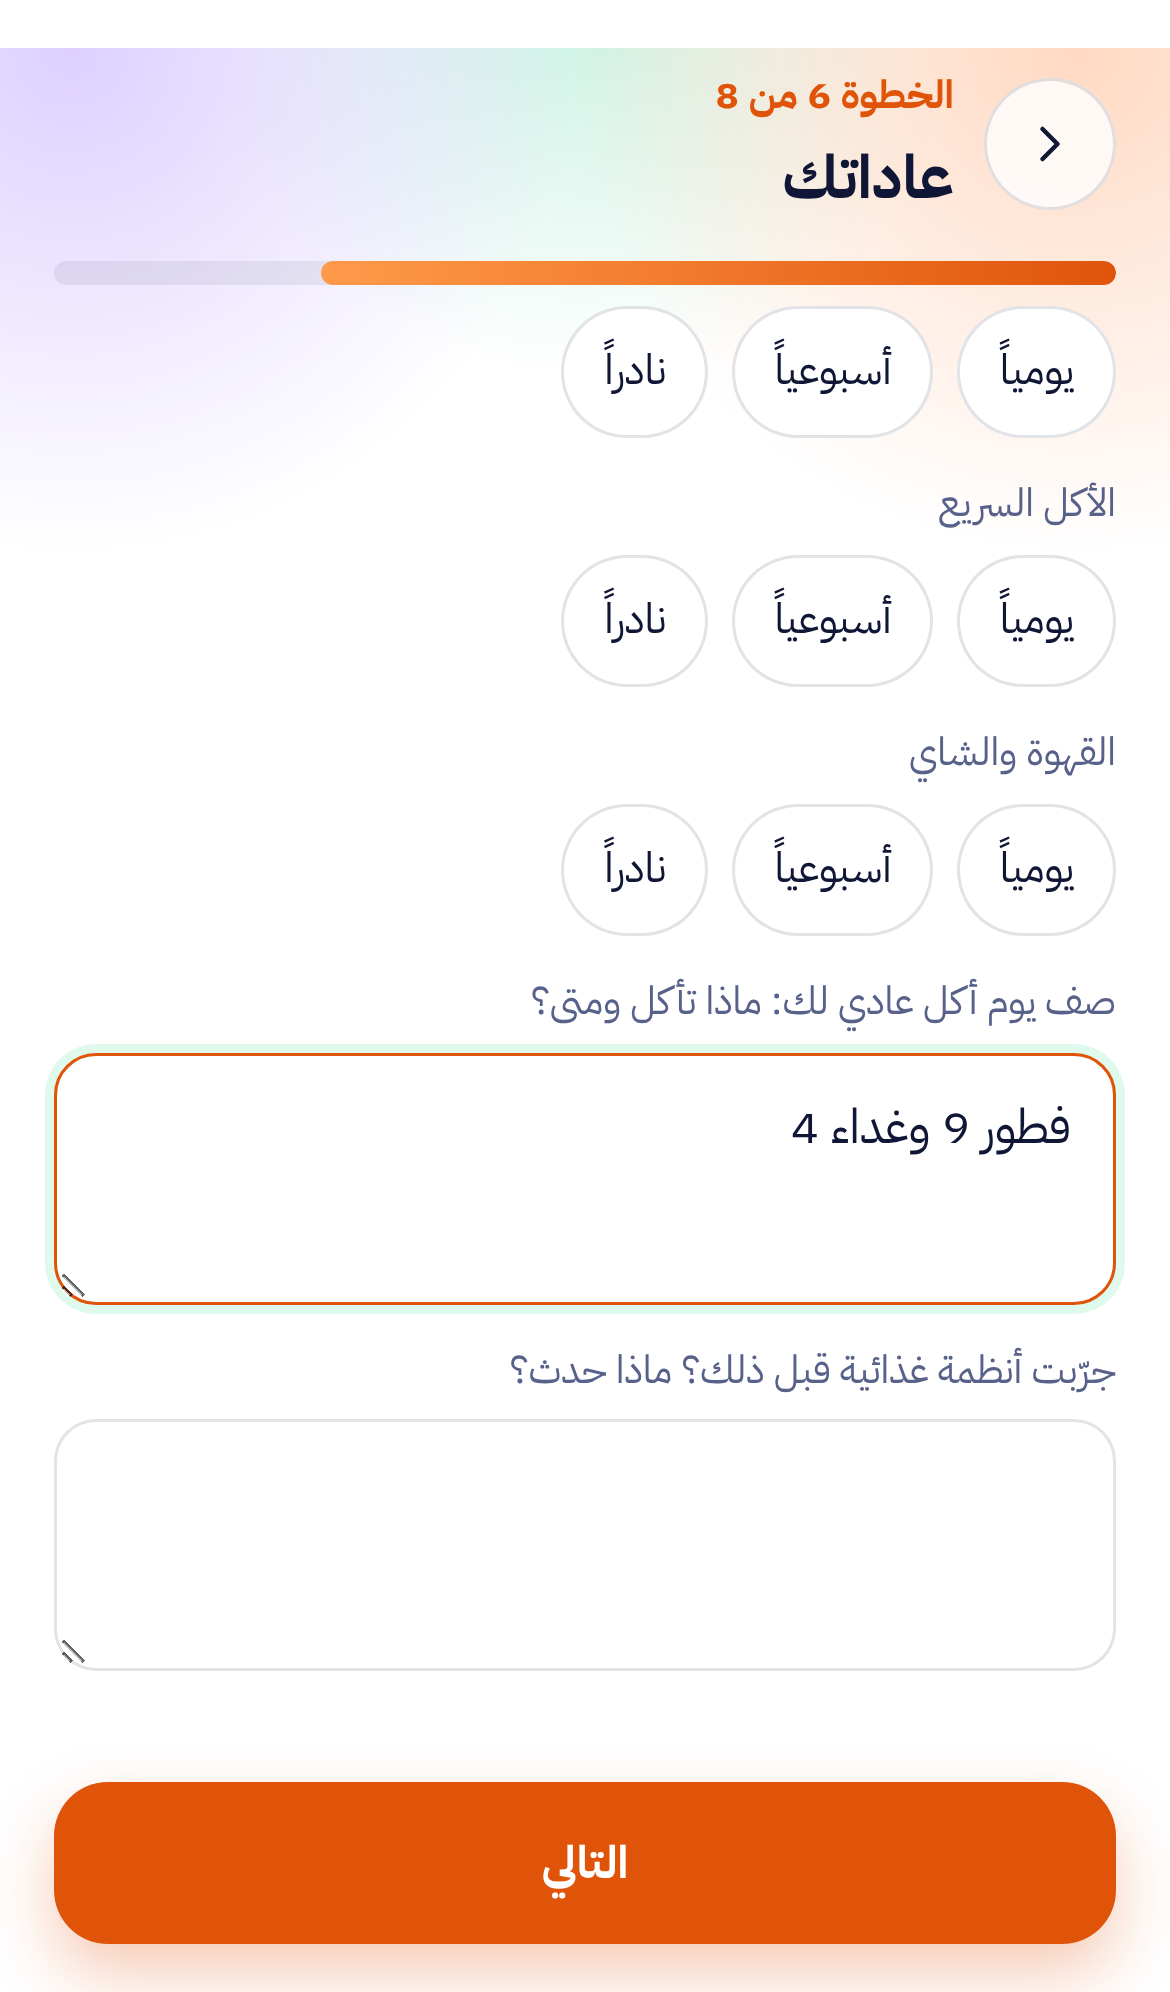 الخطوة 6 من 8
عاداتك
يومياً أسبوعياً نادراً
الأكل السريع
يومياً أسبوعياً نادراً
القهوة والشاي
يومياً أسبوعياً نادراً
صف يوم أكل عادي لك: ماذا تأكل ومتى؟
فطور 9 وغداء 4
جرّبت أنظمة غذائية قبل ذلك؟ ماذا حدث؟
التالي